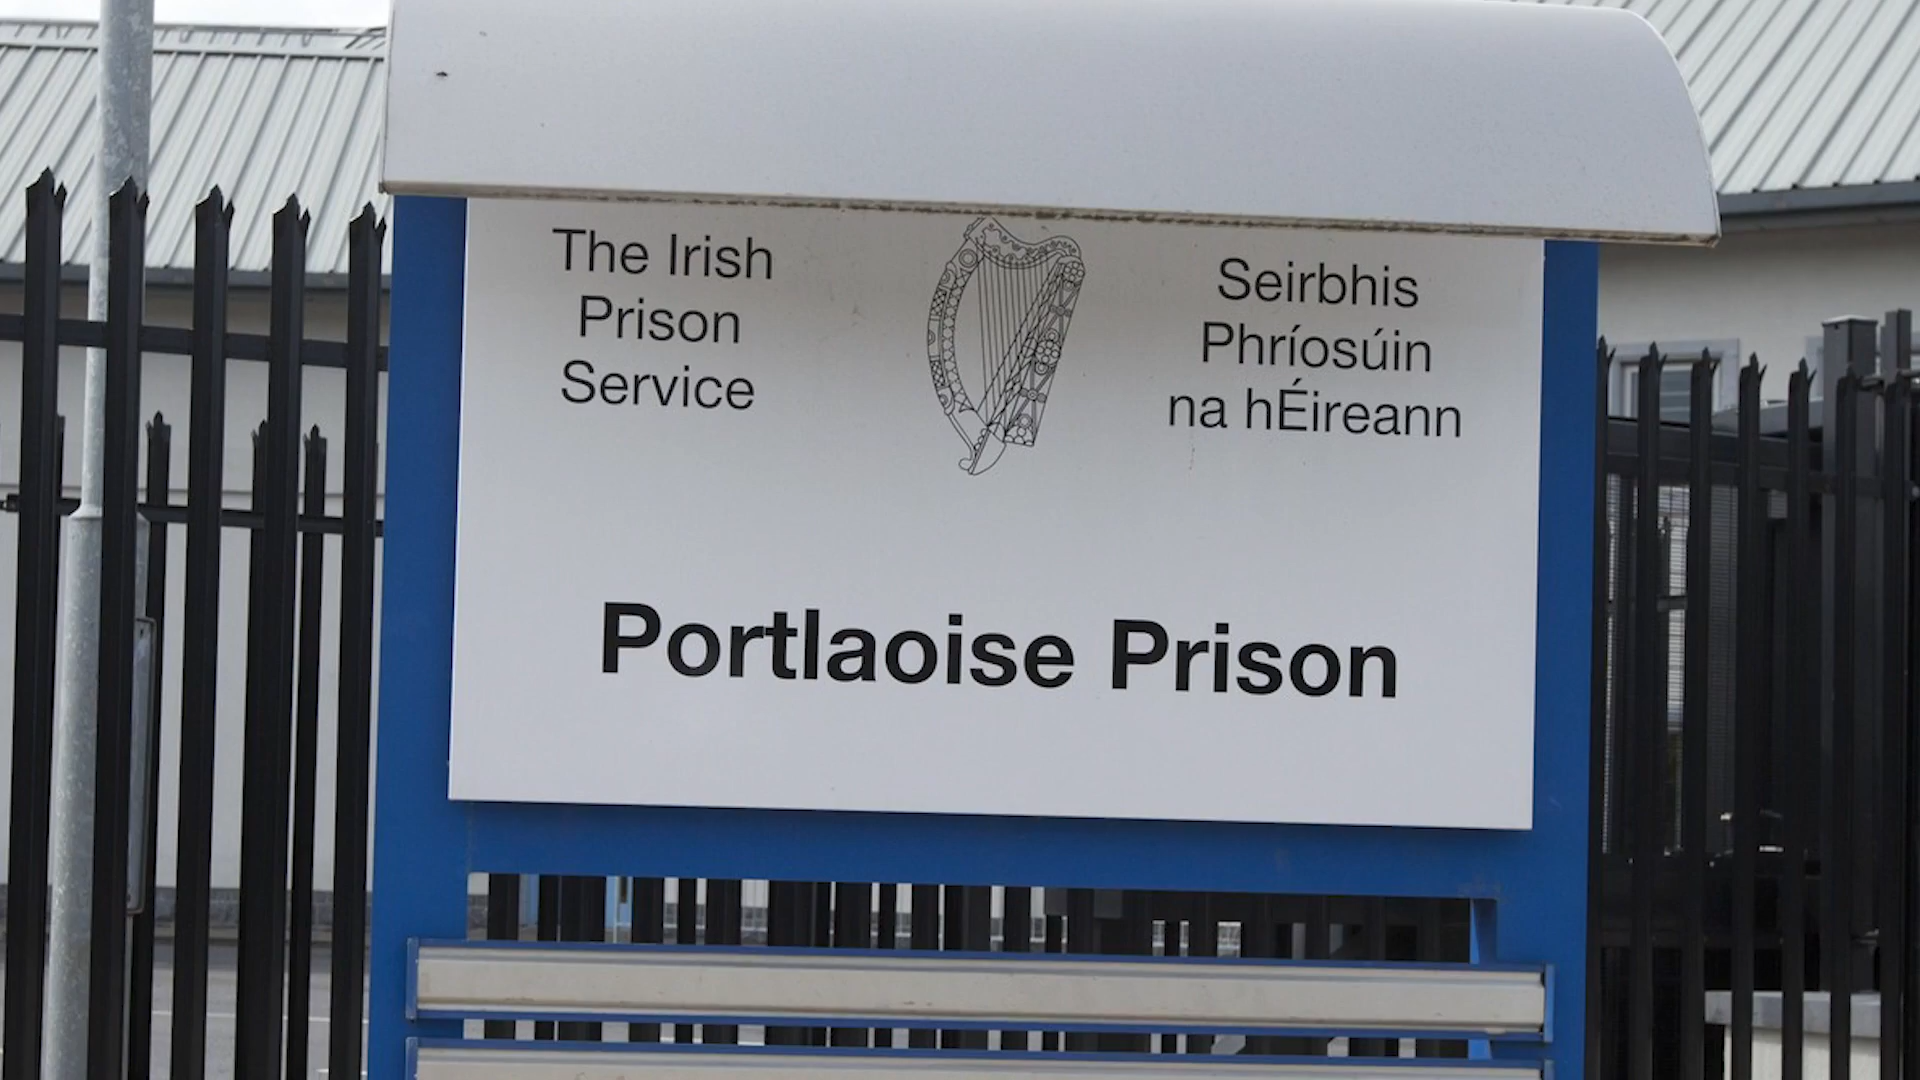 The Irish
Prison
Service
Seirbhis
Phríosúin
na hÉireann
Portlaoise Prison